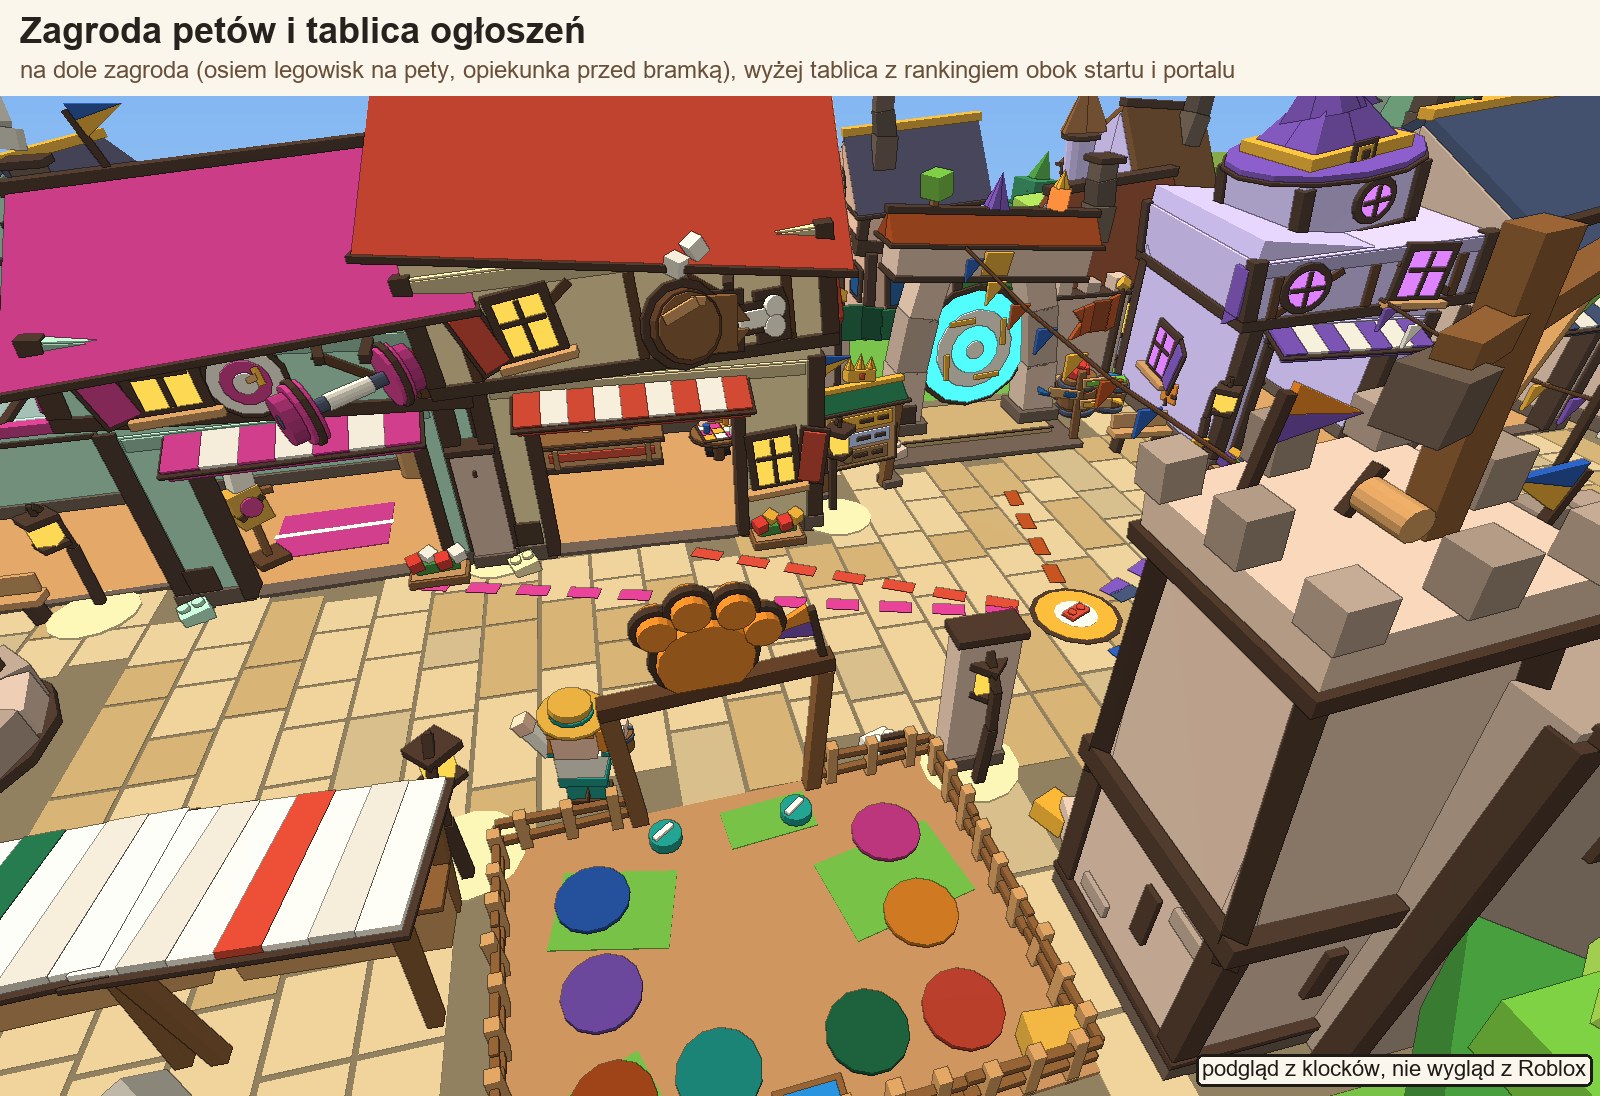 Zagroda petów i tablica ogłoszeń
na dole zagroda (osiem legowisk na pety, opiekunka przed bramką), wyżej tablica z rankingiem obok startu i portalu
podgląd z klocków, nie wygląd z Roblox